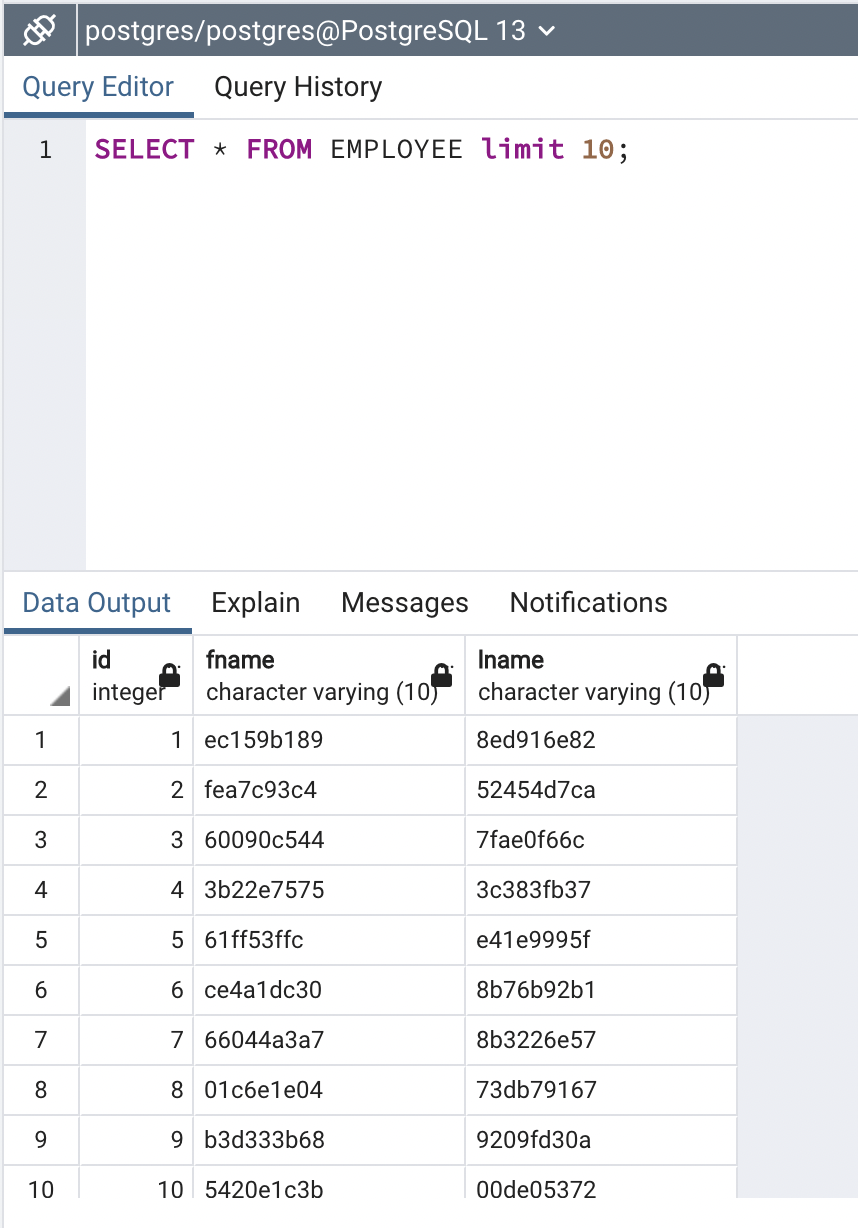 postgres/postgres@PostgreSQL 13
Query Editor Query History
1 SELECT * FROM EMPLOYEE limit 10;
Data Output Explain Messages Notifications
id fname lname
integer character varying (10) character varying (10)
1 1 ec159b189 8ed916e82
2 2 fea7c93c4 52454d7ca
3 3 60090c544 7fae0f66c
4 4 3b22e7575 3c383fb37
5 5 61ff53ffc e41e9995f
6 6 ce4a1dc30 8b76b92b1
7 7 66044a3a7 8b3226e57
8 8 01c6e1e04 73db79167
9 9 b3d333b68 9209fd30a
10 10 5420e1c3b 00de05372